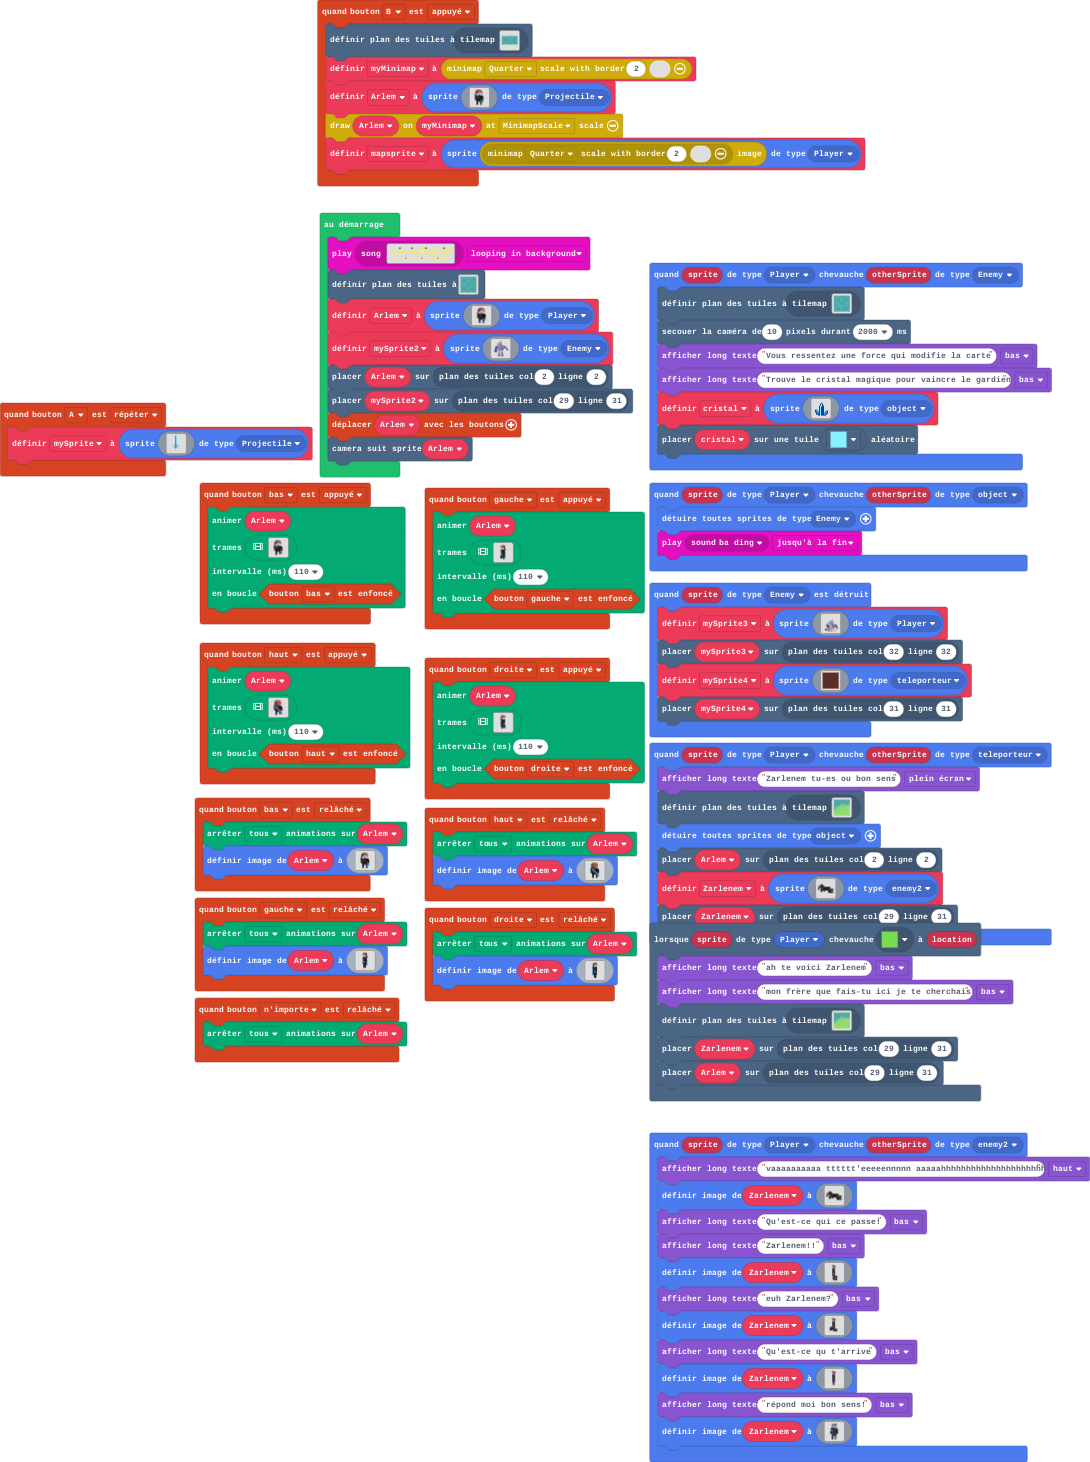 quand bouton B est appuyé
définir plan des tuiles à tilemap
définir myMinimap à minimap Quarter scale with border 2
définir Arlem à sprite de type Projectile
draw Arlem on myMinimap at MinimapScale scale
définir mapsprite à sprite minimap Quarter scale with border 2 image de type Player
au démarrage
play song looping in background
définir plan des tuiles à
définir Arlem à sprite de type Player
définir mySprite2 à sprite de type Enemy
placer Arlem sur plan des tuiles col 2 ligne 2
placer mySprite2 sur plan des tuiles col 29 ligne 31
déplacer Arlem avec les boutons
camera suit sprite Arlem
quand bouton A est répéter
définir mySprite à sprite de type Projectile
quand bouton bas est appuyé
animer Arlem
trames
intervalle (ms) 110
en boucle bouton bas est enfoncé
quand bouton gauche est appuyé
animer Arlem
trames
intervalle (ms) 110
en boucle bouton gauche est enfoncé
quand bouton haut est appuyé
animer Arlem
trames
intervalle (ms) 110
en boucle bouton haut est enfoncé
quand bouton droite est appuyé
animer Arlem
trames
intervalle (ms) 110
en boucle bouton droite est enfoncé
quand bouton bas est relâché
arrêter tous animations sur Arlem
définir image de Arlem à
quand bouton haut est relâché
arrêter tous animations sur Arlem
définir image de Arlem à
quand bouton gauche est relâché
arrêter tous animations sur Arlem
définir image de Arlem à
quand bouton droite est relâché
arrêter tous animations sur Arlem
définir image de Arlem à
quand bouton n'importe est relâché
arrêter tous animations sur Arlem
quand sprite de type Player chevauche otherSprite de type Enemy
définir plan des tuiles à tilemap
secouer la caméra de 10 pixels durant 2000 ms
afficher long texte "Vous ressentez une force qui modifie la carte" bas
afficher long texte "Trouve le cristal magique pour vaincre le gardien bas
définir cristal à sprite de type object
placer cristal sur une tuile aléatoire
quand sprite de type Player chevauche otherSprite de type object
détuire toutes sprites de type Enemy
play sound ba ding jusqu'à la fin
quand sprite de type Enemy est détruit
définir mySprite3 à sprite de type Player
placer mySprite3 sur plan des tuiles col 32 ligne 32
définir mySprite4 à sprite de type teleporteur
placer mySprite4 sur plan des tuiles col 31 ligne 31
quand sprite de type Player chevauche otherSprite de type teleporteur
afficher long texte "Zarlenem tu-es ou bon sens" plein écran
définir plan des tuiles à tilemap
détuire toutes sprites de type object
placer Arlem sur plan des tuiles col 2 ligne 2
définir Zarlenem à sprite de type enemy2
placer Zarlenem sur plan des tuiles col 29 ligne 31
lorsque sprite de type Player chevauche à location
afficher long texte "ah te voici Zarlenem" bas
afficher long texte "mon frère que fais-tu ici je te cherchais" bas
définir plan des tuiles à tilemap
placer Zarlenem sur plan des tuiles col 29 ligne 31
placer Arlem sur plan des tuiles col 29 ligne 31
quand sprite de type Player chevauche otherSprite de type enemy2
afficher long texte haut
définir image de Zarlenem à
afficher long texte "Qu'est-ce qui ce passe!" bas
afficher long texte "Zarlenem!!" bas
définir image de Zarlenem à
afficher long texte "euh Zarlenem?" bas
définir image de Zarlenem à
afficher long texte "Qu'est-ce qu t'arrive" bas
définir image de Zarlenem à
afficher long texte "répond moi bon sens!" bas
définir image de Zarlenem à